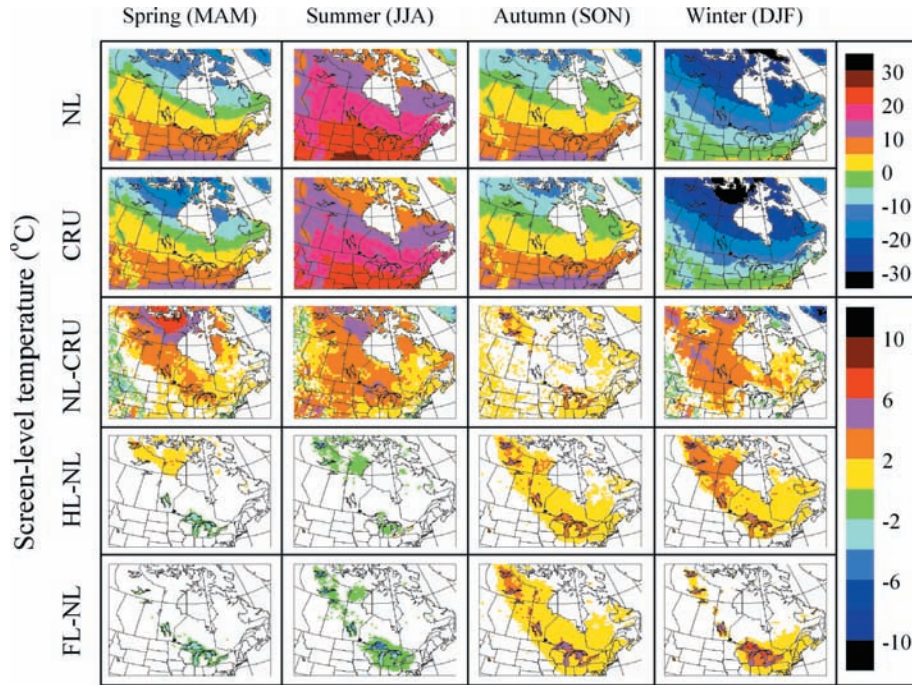 Spring (MAM) Summer (JJA) Autumn (SON) Winter (DJF)
Screen-level temperature (°C)
NL
CRU
NL-CRU
HL-NL
FL-NL
30
20
10
0
-10
-20
-30
10
6
2
-2
-6
-10